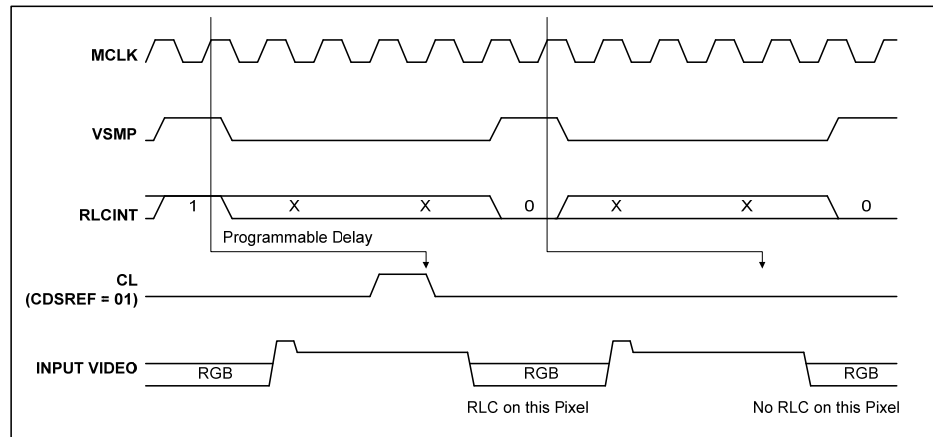 MCLK
VSMP
RLCINT
1 X X 0 X X 0
Programmable Delay
CL
(CDSREF = 01)
INPUT VIDEO
RGB RGB RGB
RLC on this Pixel No RLC on this Pixel